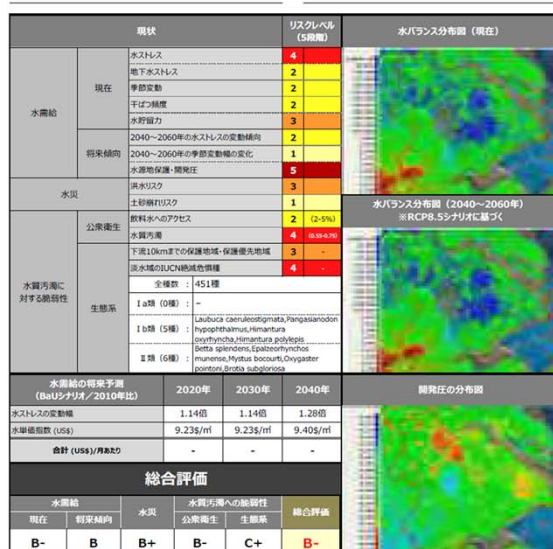 現状 リスクレベル (5段階) 水バランス分布図（現在）
水需給 現在 水ストレス 4
地下水ストレス 2
季節変動 2
干ばつ頻度 2
水貯留力 3
将来傾向 2040～2060年の水ストレスの変動傾向 2
2040～2060年の季節変動幅の変化 1
水源地保護・開発圧 5
水災 洪水リスク 3
土砂崩れリスク 1
水バランス分布図（2040～2060年）
※RCP8.5シナリオに基づく
水質汚濁に対する脆弱性 公衆衛生 飲料水へのアクセス 2 (2-5%)
水質汚濁 4 (0.55-0.75)
生態系 下流10kmまでの保護地域・保護優先地域 3 -
淡水域のIUCN絶滅危惧種 4 -
全種数 : 451種
Ⅰa類（0種） : -
Ⅰb類（5種） : Laubuca caeruleostigmata,Pangasianodon
hypophthalmus,Himantura
oxyrhyncha,Himantura polylepis
Ⅱ類（6種） : Betta splendens,Epalzeorhynchos
munense,Mystus bocourti,Oxygaster
pointoni,Brotia subgloriosa
水需給の将来予測
（BaUシナリオ／2010年比） 2020年 2030年 2040年 開発圧の分布図
水ストレスの変動幅 1.14倍 1.14倍 1.28倍
水単価指数 (US$) 9.23$/㎥ 9.23$/㎥ 9.40$/㎥
合計 (US$)/月あたり - - -
総合評価
水需給 水災 水質汚濁への脆弱性 総合評価
現在 将来傾向 公衆衛生 生態系
B- B B+ B- C+ B-